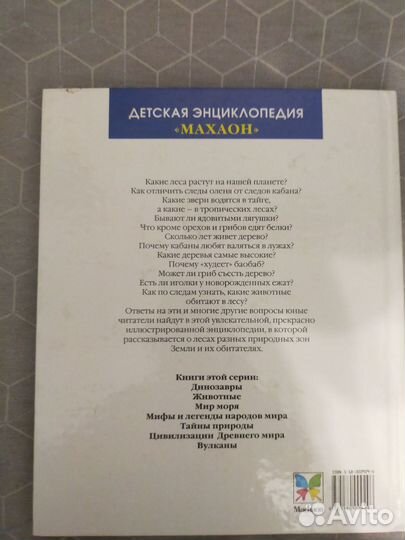 ДЕТСКАЯ ЭНЦИКЛОПЕДИЯ
«МАХАОН»
Какие леса растут на нашей планете?
Как отличить следы оленя от следов кабана?
Какие звери водятся в тайге,
а какие – в тропических лесах?
Бывают ли ядовитыми лягушки?
Что кроме орехов и грибов едят белки?
Сколько лет живет дерево?
Почему кабаны любят валяться в лужах?
Какие деревья самые высокие?
Почему «худеет» баобаб?
Может ли гриб съесть дерево?
Есть ли иголки у новорожденных ежат?
Как по следам узнать, какие животные
обитают в лесу?
Ответы на эти и многие другие вопросы юные
читатели найдут в этой увлекательной, прекрасно
иллюстрированной энциклопедии, в которой
рассказывается о лесах разных природных зон
Земли и их обитателях.
Книги этой серии:
Динозавры
Животные
Мир моря
Мифы и легенды народов мира
Тайны природы
Цивилизации Древнего мира
Вулканы
Махаон
Avito